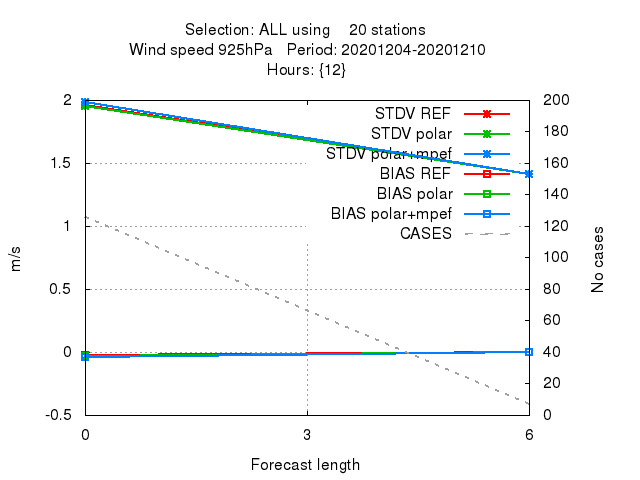 Selection: ALL using 20 stations
Wind speed 925hPa Period: 20201204-20201210
Hours: {12}
2
1.5
1
0.5
0
-0.5
m/s
STDV REF
STDV polar
STDV polar+mpef
BIAS REF
BIAS polar
BIAS polar+mpef
CASES
200
180
160
140
120
100
80
60
40
20
0
No cases
0 3 6
Forecast length